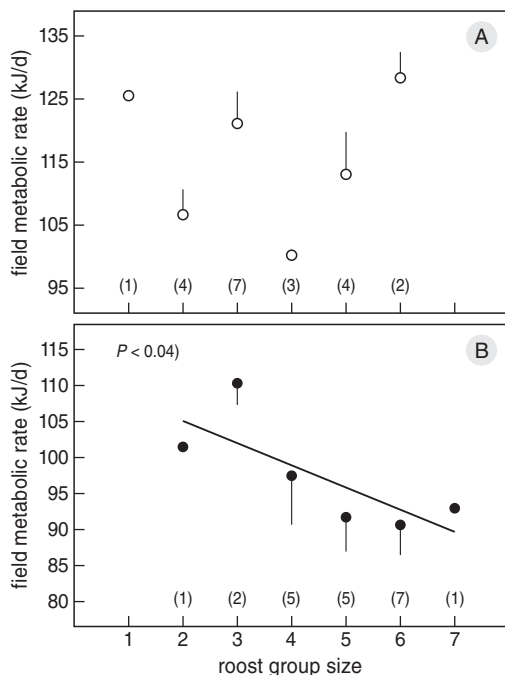 A
field metabolic rate (kJ/d)
135
125
115
105
95
(1) (4) (7) (3) (4) (2)
B
P < 0.04)
field metabolic rate (kJ/d)
115
110
105
100
95
90
85
80
(1) (2) (5) (5) (7) (1)
1 2 3 4 5 6 7
roost group size